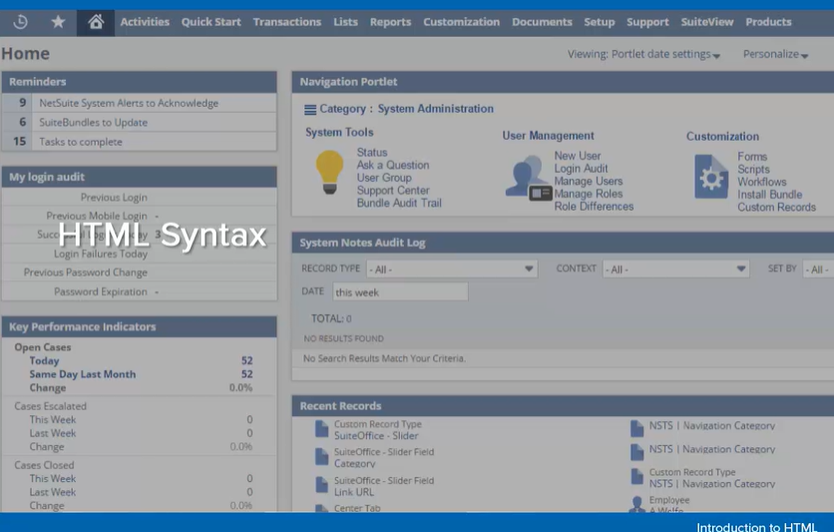 Activities Quick Start Transactions Lists Reports Customization Documents Setup Support SuiteView Products
Home
Viewing: Portlet date settings
Personalize
Reminders
9 NetSuite System Alerts to Acknowledge
6 SuiteBundles to Update
15 Tasks to complete
My login audit
Previous Login
Previous Mobile Login -
HTML Syntax
Login Failures Today
Previous Password Change
Password Expiration -
Key Performance Indicators
Open Cases
Today 52
Same Day Last Month 52
Change 0.0%
Cases Escalated
This Week 0
Last Week 0
Change 0.0%
Cases Closed
This Week 0
Last Week 0
Change 0.0%
Navigation Portlet
Category : System Administration
System Tools
Status
Ask a Question
User Group
Support Center
Bundle Audit Trail
User Management
New User
Login Audit
Manage Users
Manage Roles
Role Differences
Customization
Forms
Scripts
Workflows
Install Bundle
Custom Records
System Notes Audit Log
RECORD TYPE - All - CONTEXT - All - SET BY - All -
DATE this week
TOTAL: 0
NO RESULTS FOUND
No Search Results Match Your Criteria.
Recent Records
Custom Record Type
SuiteOffice - Slider
SuiteOffice - Slider Field
Category
SuiteOffice - Slider Field
Link URL
Center Tab
NSTS | Navigation Category
NSTS | Navigation Category
Custom Record Type
NSTS | Navigation Category
Employee
A Wolfe
Introduction to HTML